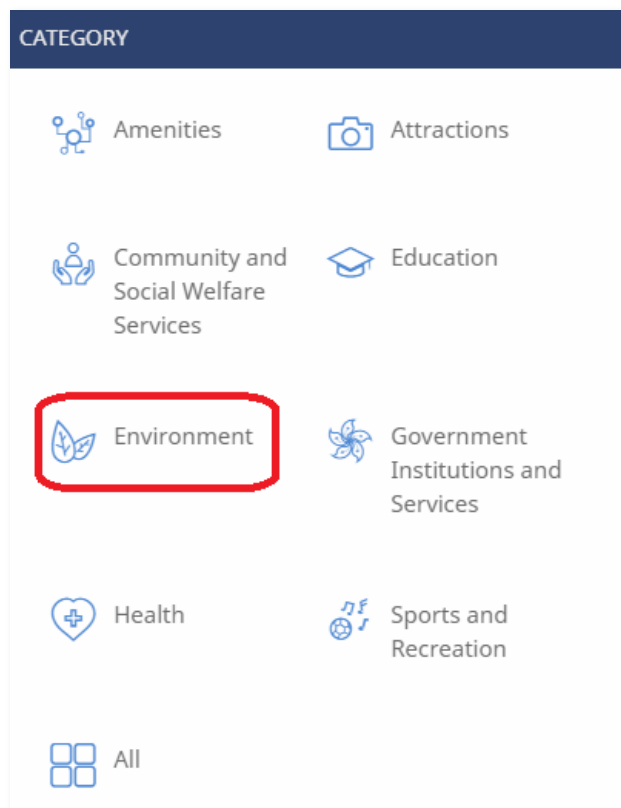 CATEGORY
Amenities
Attractions
Community and
Social Welfare
Services
Education
Environment
Government
Institutions and
Services
Health
Sports and
Recreation
All